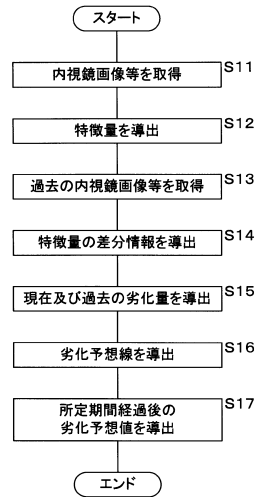 スタート
内視鏡画像等を取得 S11
特徴量を導出 S12
過去の内視鏡画像等を取得 S13
特徴量の差分情報を導出 S14
現在及び過去の劣化量を導出 S15
劣化予想線を導出 S16
所定期間経過後の S17
劣化予想値を導出
エンド